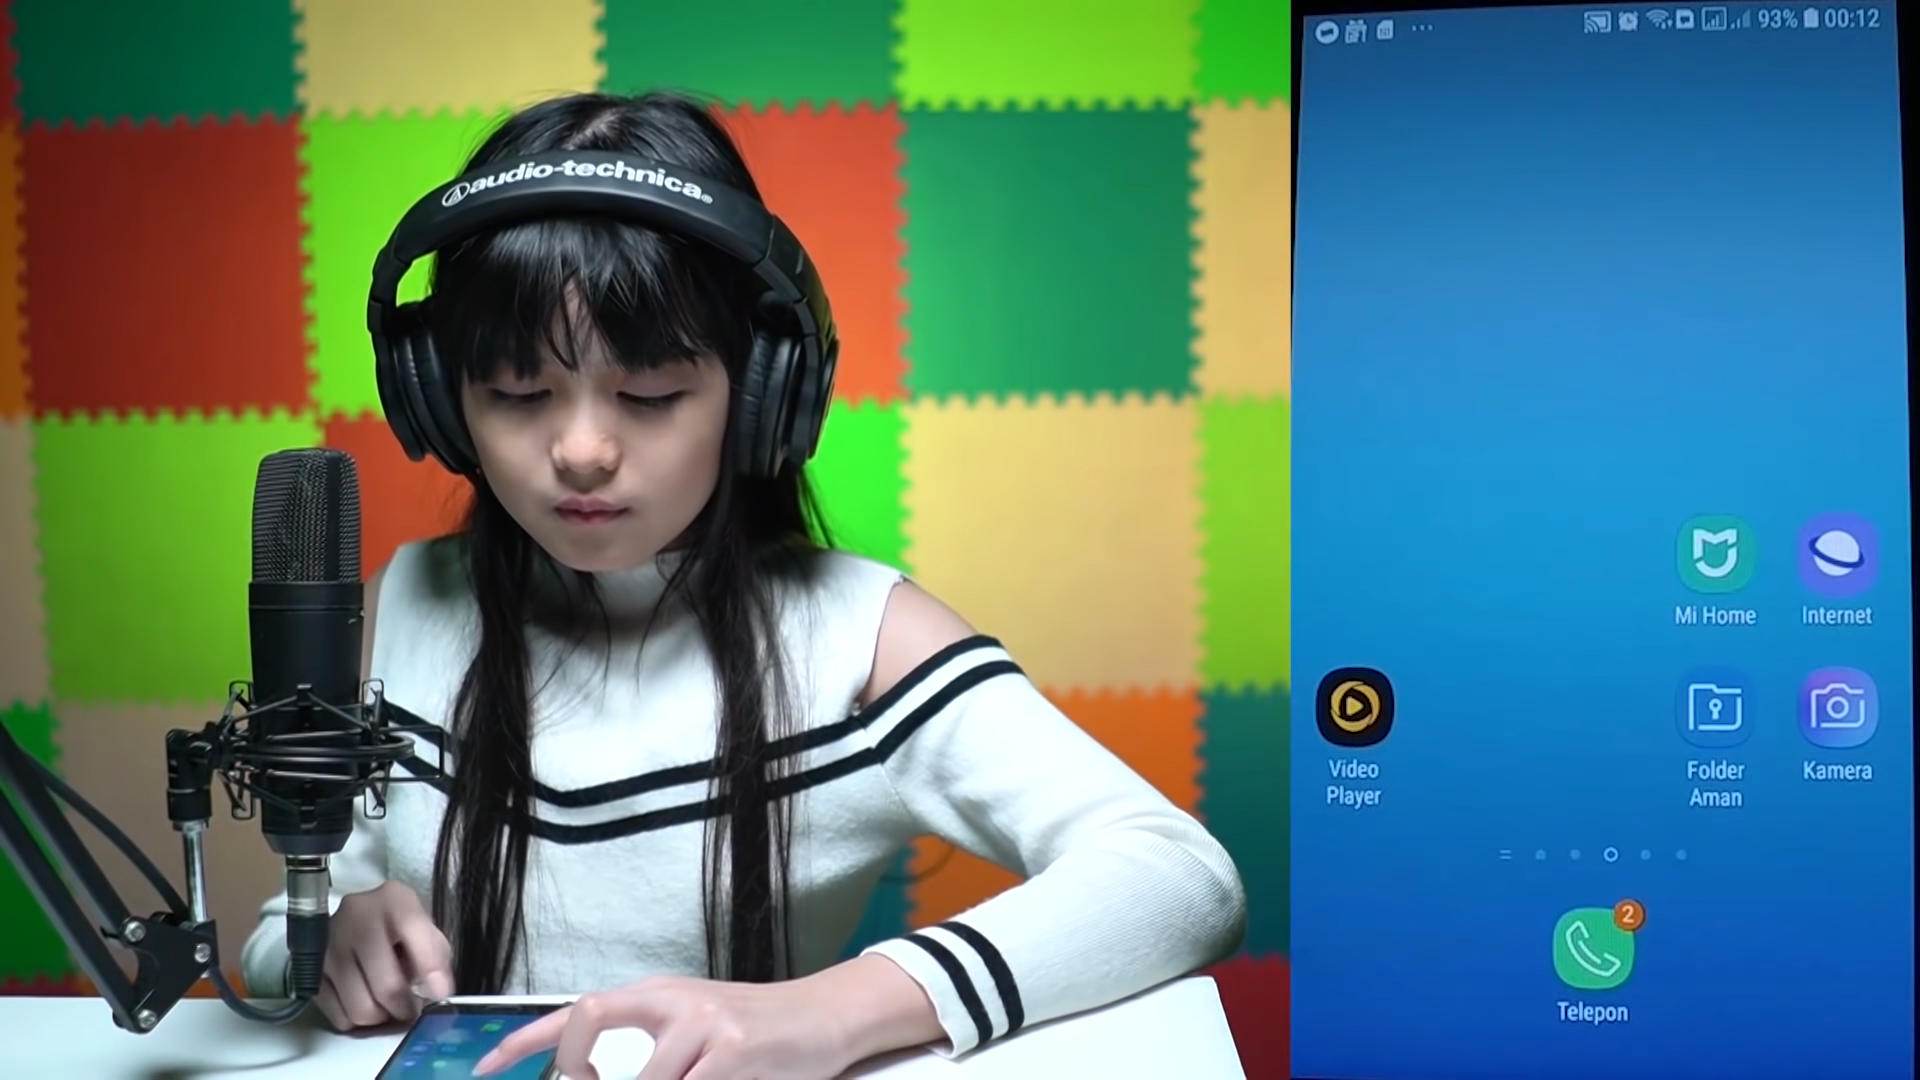 audio-technica
93% 00:12
Mi Home
Internet
Video
Player
Folder
Aman
Kamera
2
Telepon